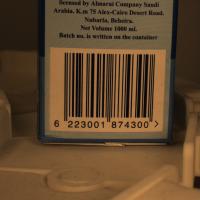 licensed by Almarai Company Saudi
Arabia. K.m 75 Alex-Cairo Desert Road.
Nubaria, Beheira.
Net Volume 1000 ml.
Batch no. is written on the container
6 223001 874300 >